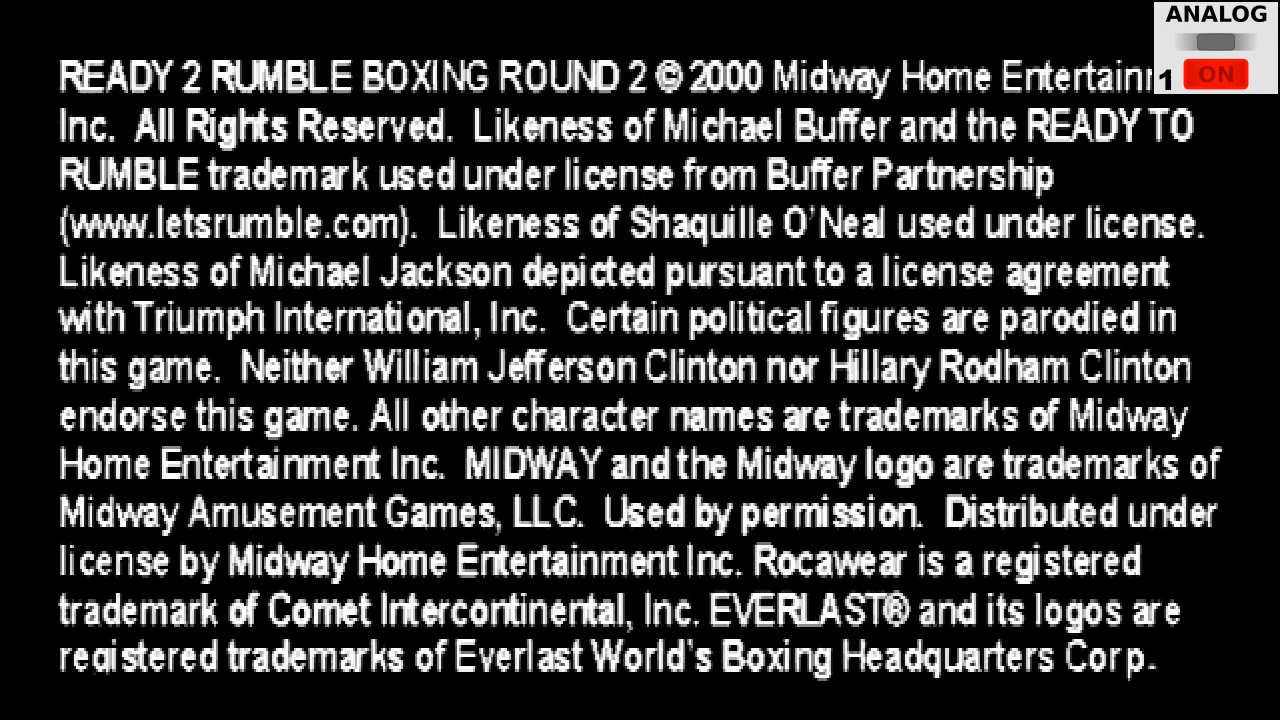 ANALOG
1 ON
READY 2 RUMBLE BOXING ROUND 2 © 2000 Midway Home
Inc.  All Rights Reserved.  Likeness of Michael Buffer and the READY TO
RUMBLE trademark used under license from Buffer Partnership
(www.letsrumble.com).  Likeness of Shaquille O'Neal used under license.
Likeness of Michael Jackson depicted pursuant to a license agreement
with Triumph International, Inc.  Certain political figures are parodied in
this game.  Neither William Jefferson Clinton nor Hillary Rodham Clinton
endorse this game. All other character names are trademarks of Midway
Home Entertainment Inc.  MIDWAY and the Midway logo are trademarks of
Midway Amusement Games, LLC.  Used by permission.  Distributed under
license by Midway Home Entertainment Inc. Rocawear is a registered
trademark of Comet Intercontinental, Inc. EVERLAST® and its logos are
registered trademarks of Everlast World's Boxing Headquarters Corp.